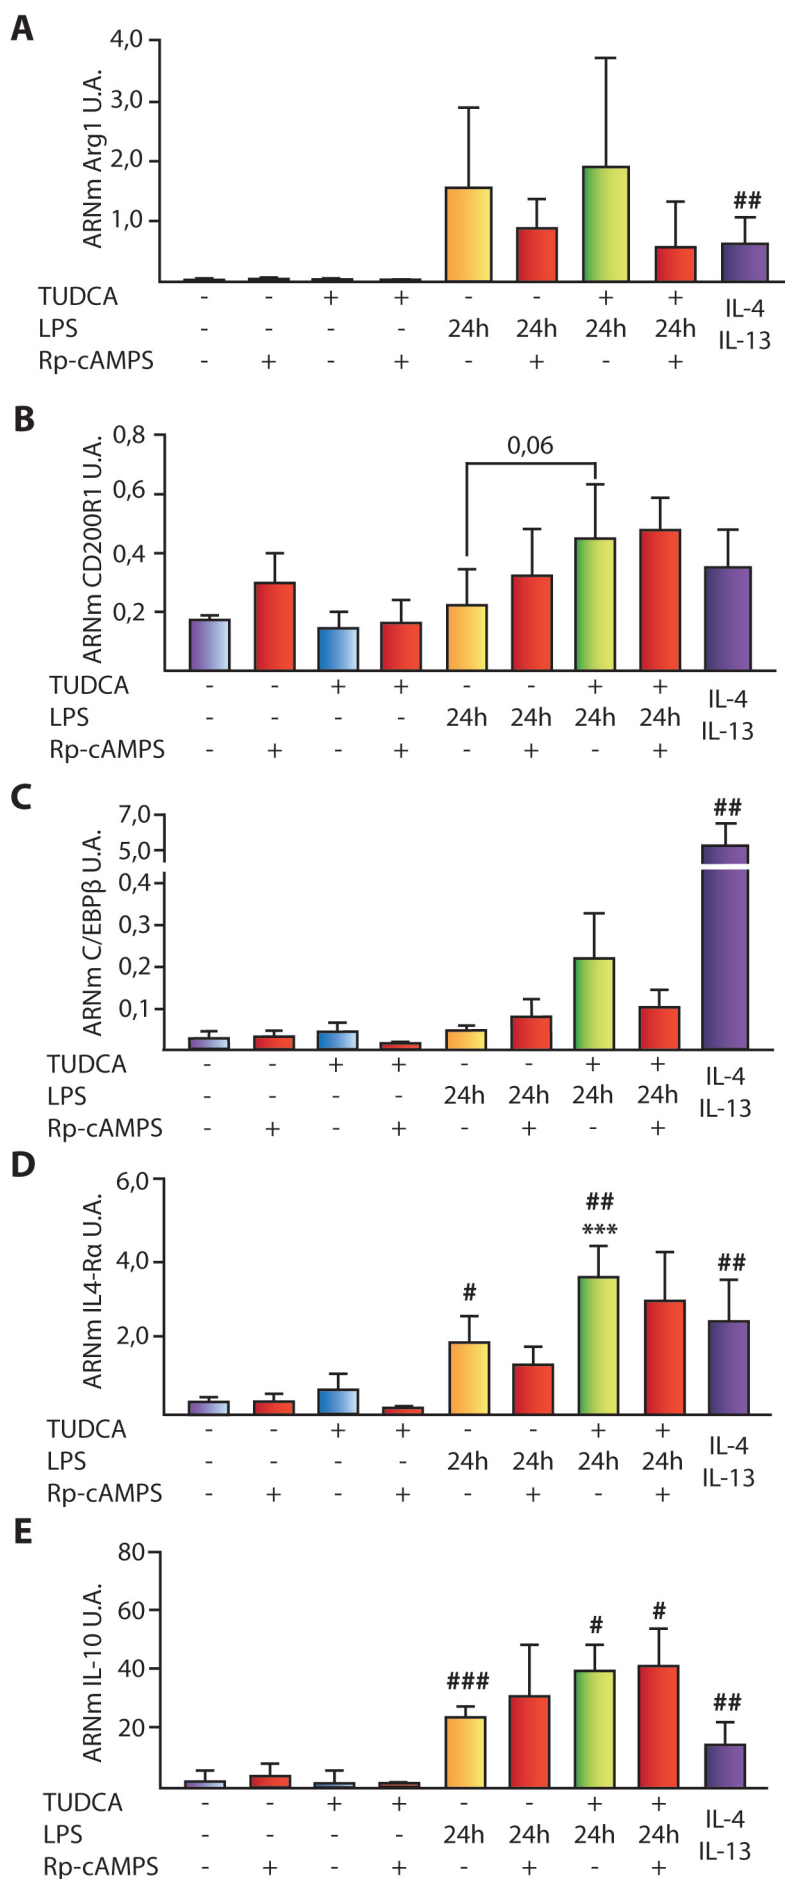 A
ARNm Arg1 U.A.
4,0
3,0
2,0
1,0
##
TUDCA - - + + - - + +
LPS - - - - 24h 24h 24h 24h
Rp-cAMPS - + - + - + - +
IL-4
IL-13
B
ARNm CD200R1 U.A.
0,8
0,6
0,4
0,2
0,06
TUDCA - - + + - - + +
LPS - - - - 24h 24h 24h 24h
Rp-cAMPS - + - + - + - +
IL-4
IL-13
C
ARNm C/EBPβ U.A.
7,0
5,0
0,4
0,3
0,2
0,1
##
TUDCA - - + + - - + +
LPS - - - - 24h 24h 24h 24h
Rp-cAMPS - + - + - + - +
IL-4
IL-13
D
ARNm IL4-Rα U.A.
6,0
4,0
2,0
#
##
***
##
TUDCA - - + + - - + +
LPS - - - - 24h 24h 24h 24h
Rp-cAMPS - + - + - + - +
IL-4
IL-13
E
ARNm IL-10 U.A.
80
60
40
20
###
#
#
##
TUDCA - - + + - - + +
LPS - - - - 24h 24h 24h 24h
Rp-cAMPS - + - + - + - +
IL-4
IL-13